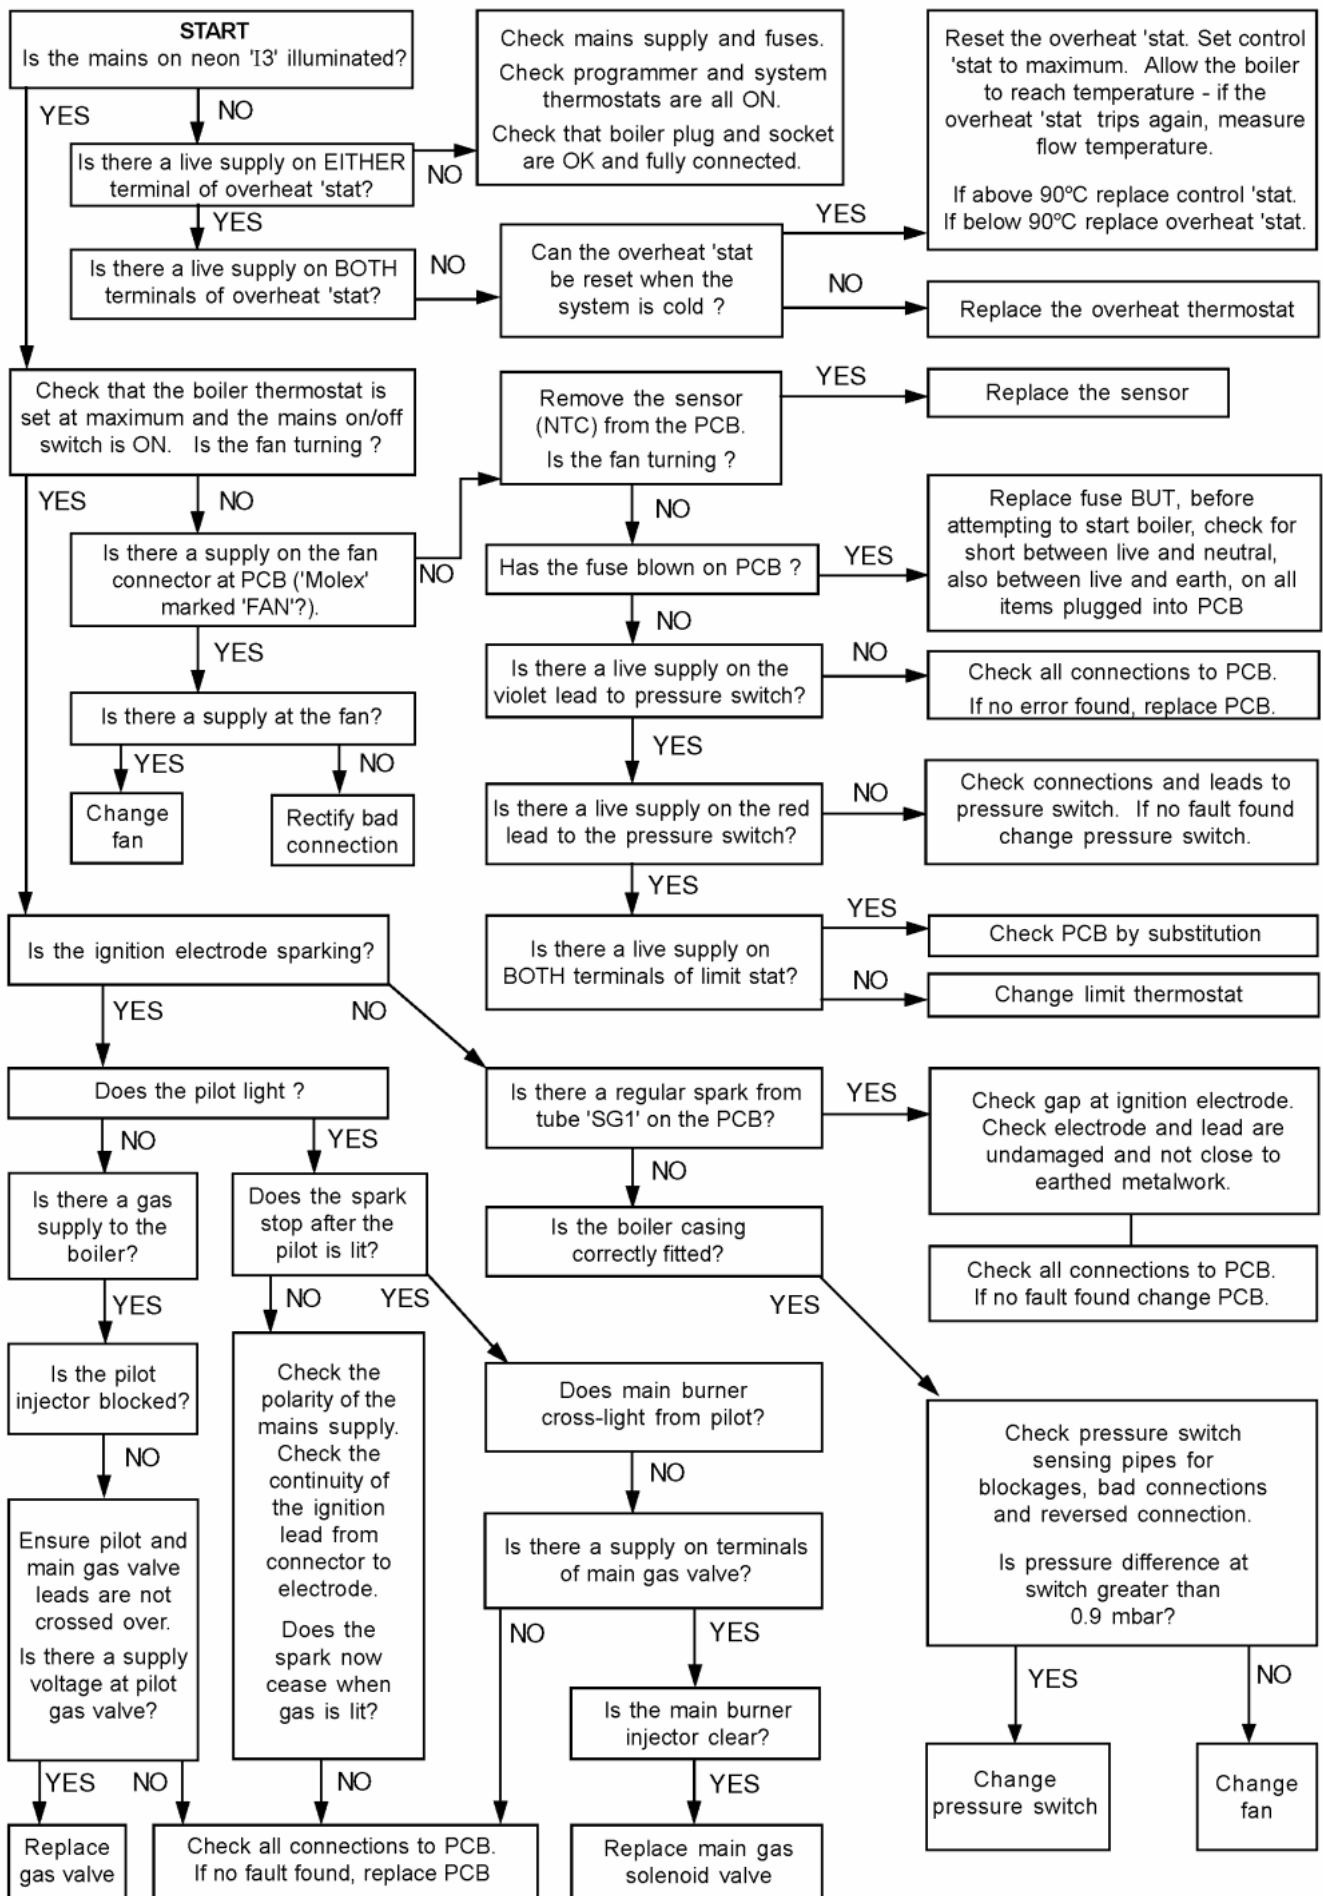 START
Is the mains on neon 'I3' illuminated?
YES
NO
Is there a live supply on EITHER
terminal of overheat 'stat?
NO
Check mains supply and fuses.
Check programmer and system
thermostats are all ON.
Check that boiler plug and socket
are OK and fully connected.
YES
Is there a live supply on BOTH
terminals of overheat 'stat?
NO
Can the overheat 'stat
be reset when the
system is cold ?
YES
Reset the overheat 'stat. Set control
'stat to maximum. Allow the boiler
to reach temperature - if the
overheat 'stat trips again, measure
flow temperature.
If above 90°C replace control 'stat.
If below 90°C replace overheat 'stat.
NO
Replace the overheat thermostat
Check that the boiler thermostat is
set at maximum and the mains on/off
switch is ON. Is the fan turning ?
YES
NO
Is there a supply on the fan
connector at PCB ('Molex'
marked 'FAN'?).
NO
YES
Is there a supply at the fan?
YES
NO
Change
fan
Rectify bad
connection
Remove the sensor
(NTC) from the PCB.
Is the fan turning ?
YES
Replace the sensor
NO
Has the fuse blown on PCB ?
YES
Replace fuse BUT, before
attempting to start boiler, check for
short between live and neutral,
also between live and earth, on all
items plugged into PCB
NO
Is there a live supply on the
violet lead to pressure switch?
NO
Check all connections to PCB.
If no error found, replace PCB.
YES
Is there a live supply on the red
lead to the pressure switch?
NO
Check connections and leads to
pressure switch. If no fault found
change pressure switch.
YES
Is there a live supply on
BOTH terminals of limit stat?
YES
Check PCB by substitution
NO
Change limit thermostat
Is the ignition electrode sparking?
YES
NO
Does the pilot light ?
NO
YES
Is there a gas
supply to the
boiler?
YES
Is the pilot
injector blocked?
NO
Ensure pilot and
main gas valve
leads are not
crossed over.
Is there a supply
voltage at pilot
gas valve?
YES
NO
Replace
gas valve
Does the spark
stop after the
pilot is lit?
NO
YES
Check the
polarity of the
mains supply.
Check the
continuity of
the ignition
lead from
connector to
electrode.
Does the
spark now
cease when
gas is lit?
NO
Check all connections to PCB.
If no fault found, replace PCB
Is there a regular spark from
tube 'SG1' on the PCB?
YES
Check gap at ignition electrode.
Check electrode and lead are
undamaged and not close to
earthed metalwork.
Check all connections to PCB.
If no fault found change PCB.
NO
Is the boiler casing
correctly fitted?
YES
Does main burner
cross-light from pilot?
NO
Is there a supply on terminals
of main gas valve?
NO
YES
Is the main burner
injector clear?
YES
Replace main gas
solenoid valve
Check pressure switch
sensing pipes for
blockages, bad connections
and reversed connection.
Is pressure difference at
switch greater than
0.9 mbar?
YES
NO
Change
pressure switch
Change
fan